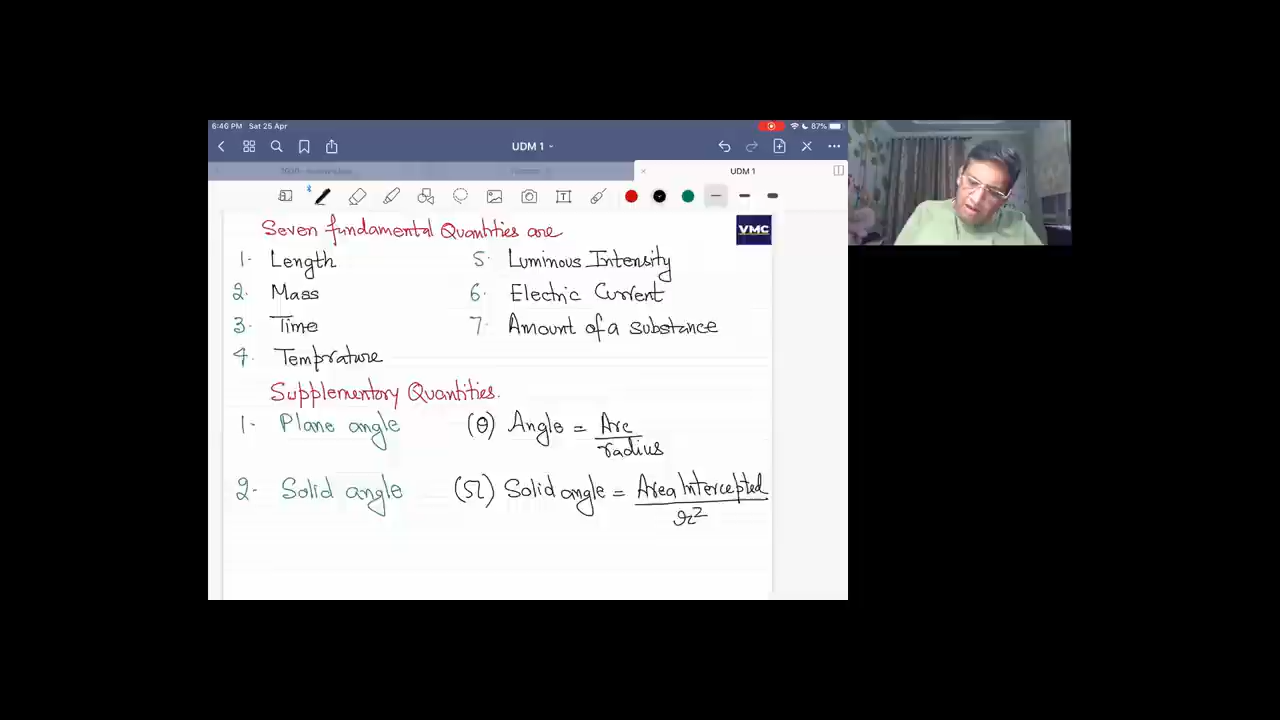 6:46 PM Sat 25 Apr
87%
UDM 1
UDM 1
Seven fundamental Quantities are
VMC
1. Length
5. Luminous Intensity
2. Mass
6. Electric Current
3. Time
7. Amount of a substance
4. Temprature
Supplementory Quantities.
1. Plane angle (θ) Angle = Arc
radius
2. Solid angle (Ω) Solid angle = Area Intercepted
r²